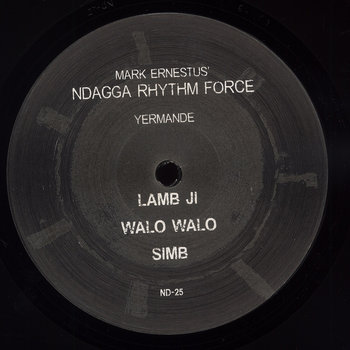 MARK ERNESTUS'
NDAGGA RHYTHM FORCE
YERMANDE
LAMB JI
WALO WALO
SIMB
ND-25